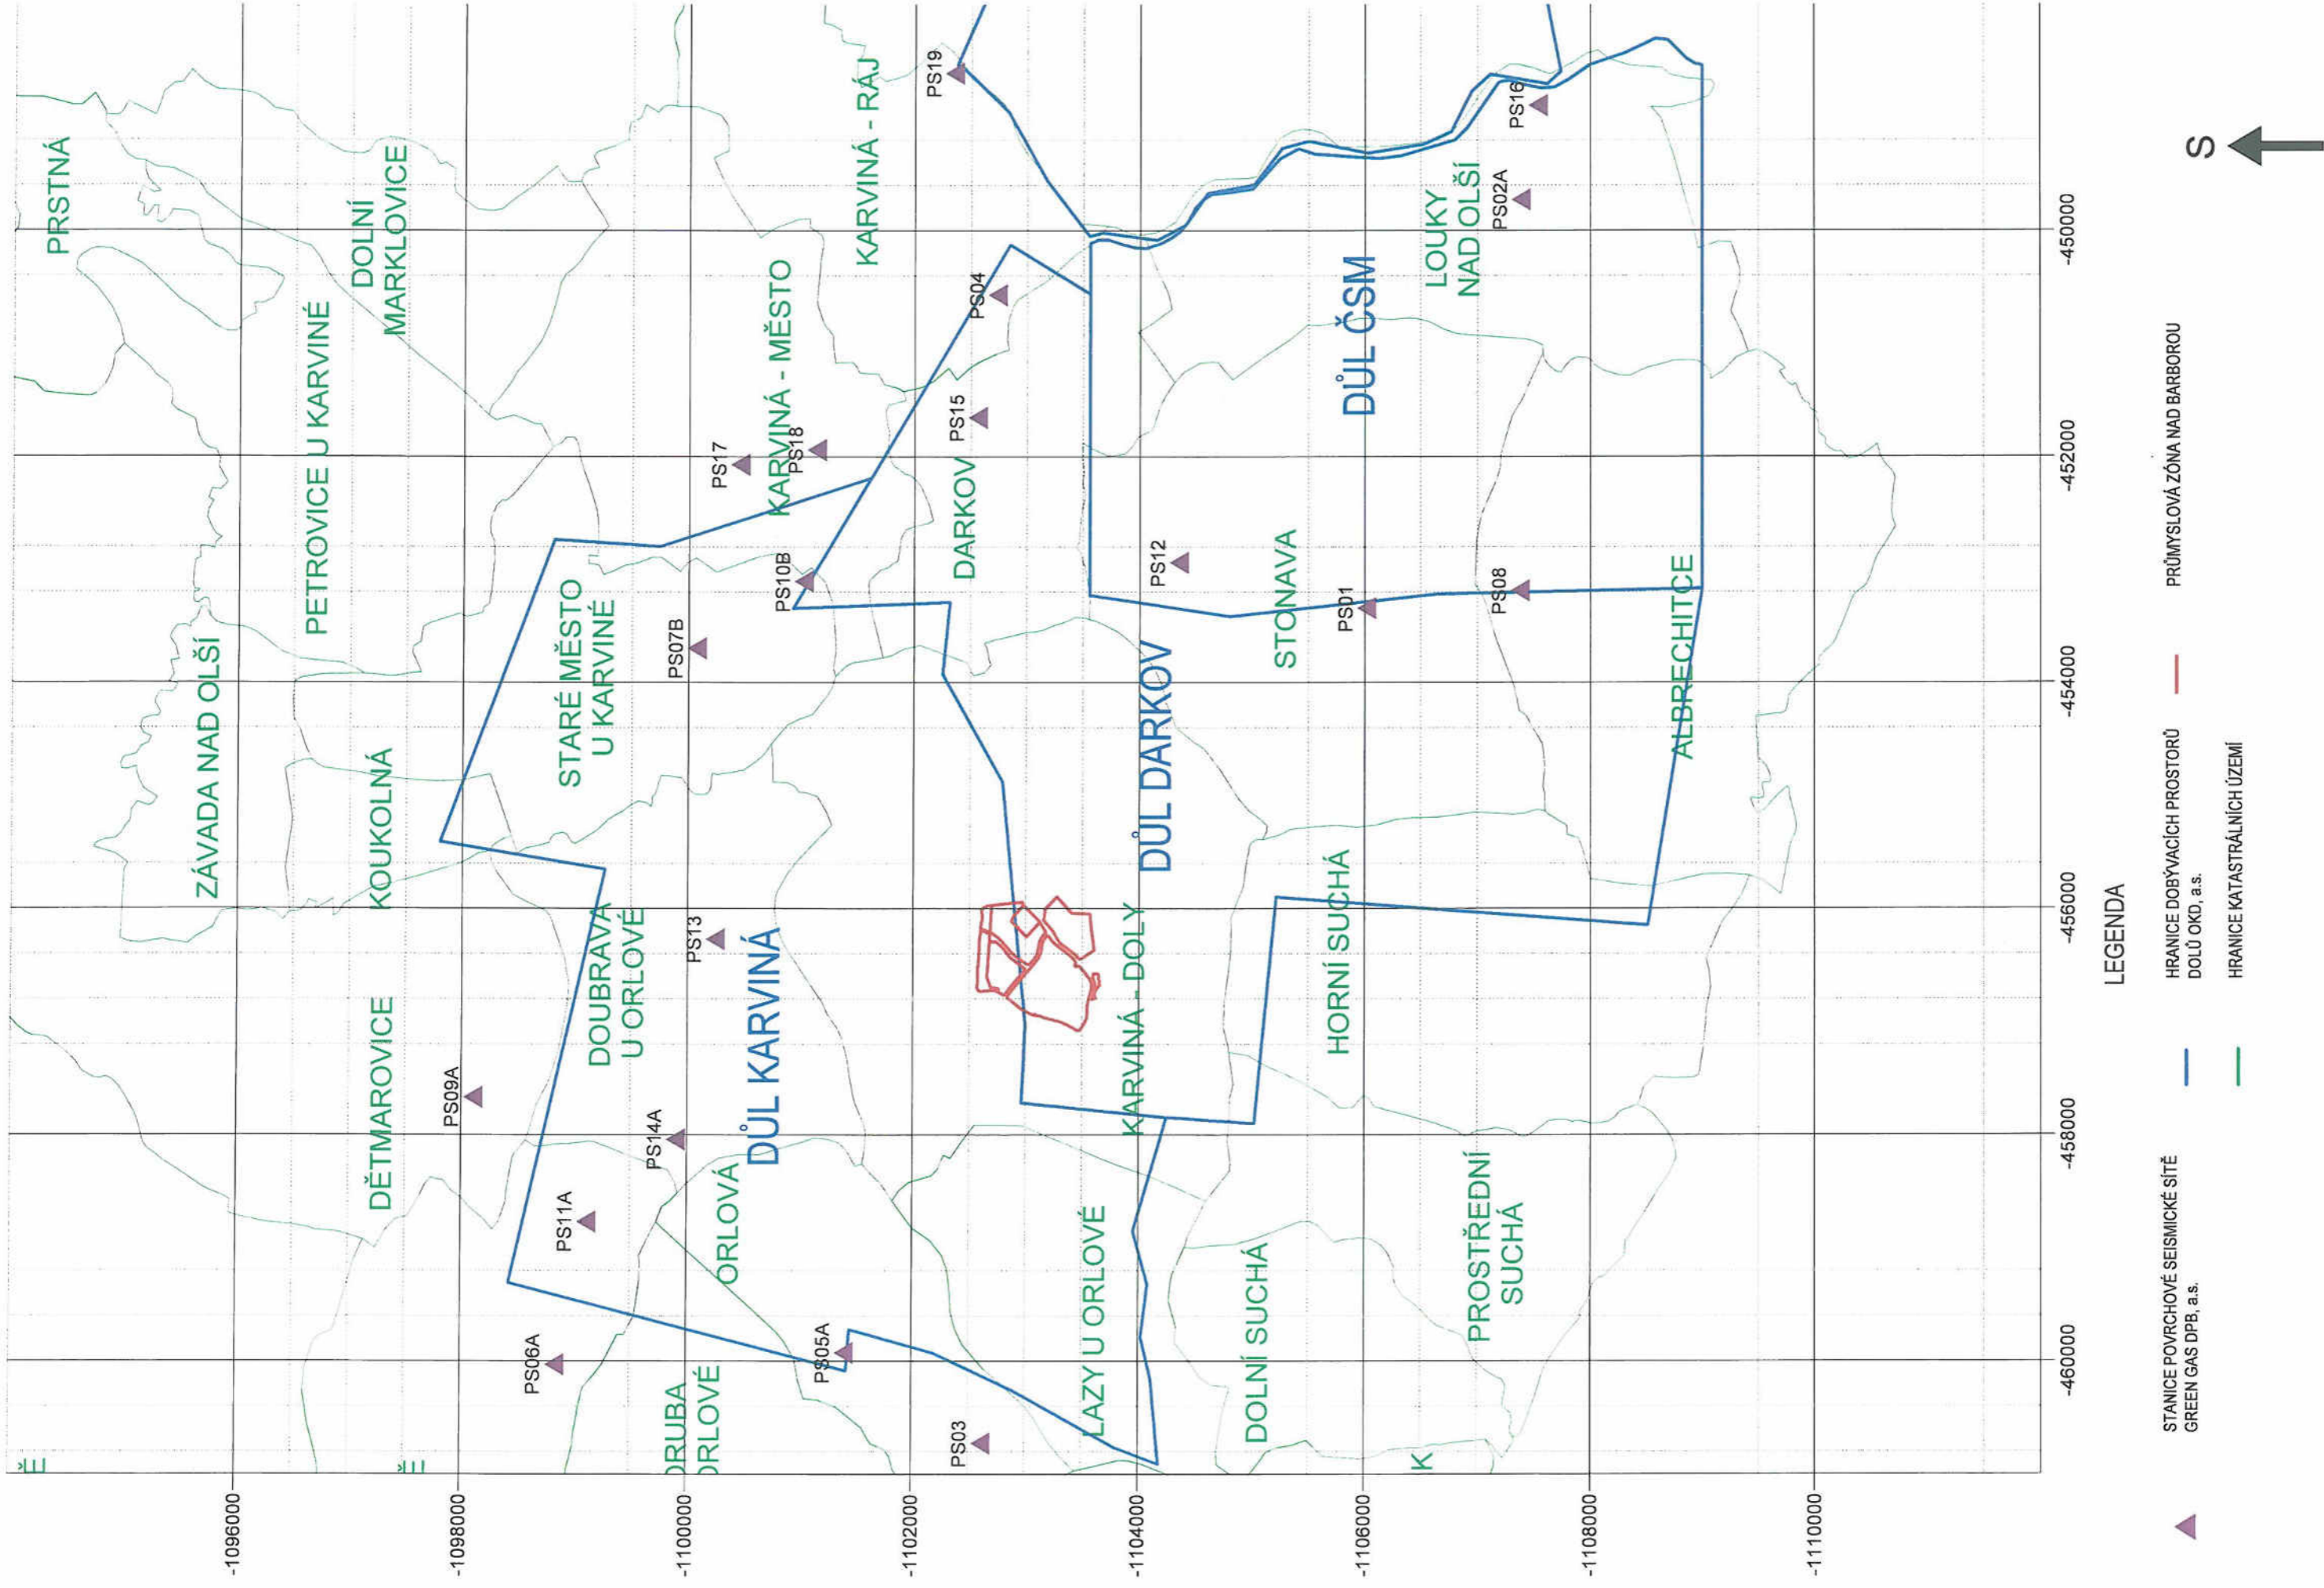 PRSTNÁ
ZÁVADA NAD OLŠÍ
PETROVICE U KARVINÉ
DOLNÍ
MARKLOVICE
DĚTMAROVICE
KOUKOLNÁ
PS09A
PS06A
PS11A
STARÉ MĚSTO
U KARVINÉ
DOUBRAVA
U ORLOVÉ
PS14A
PS13
PS07B
PS17
ORLOVÁ
DŮL KARVINÁ
PS10B
KARVINÁ - MĚSTO
PS18
PS05A
KARVINÁ - RÁJ
PS19
PS03
DARKOV
PS15
PS04
LAZY U ORLOVÉ
KARVINÁ - DOLY
DŮL DARKOV
PS12
DOLNÍ SUCHÁ
STONAVA
HORNÍ SUCHÁ
PS01
DŮL ČSM
K
LOUKY
NAD OLŠÍ
PROSTŘEDNÍ
SUCHÁ
PS08
PS02A
PS16
ALBRECHTICE
-1096000
-1098000
-1100000
-1102000
-1104000
-1106000
-1108000
-1110000
-460000
-458000
-456000
-454000
-452000
-450000
S
LEGENDA
STANICE POVRCHOVÉ SEISMICKÉ SÍTĚ
GREEN GAS DPB, a.s.
HRANICE DOBÝVACÍCH PROSTORŮ
DOLŮ OKD, a.s.
HRANICE KATASTRÁLNÍCH ÚZEMÍ
PRŮMYSLOVÁ ZÓNA NAD BARBOROU